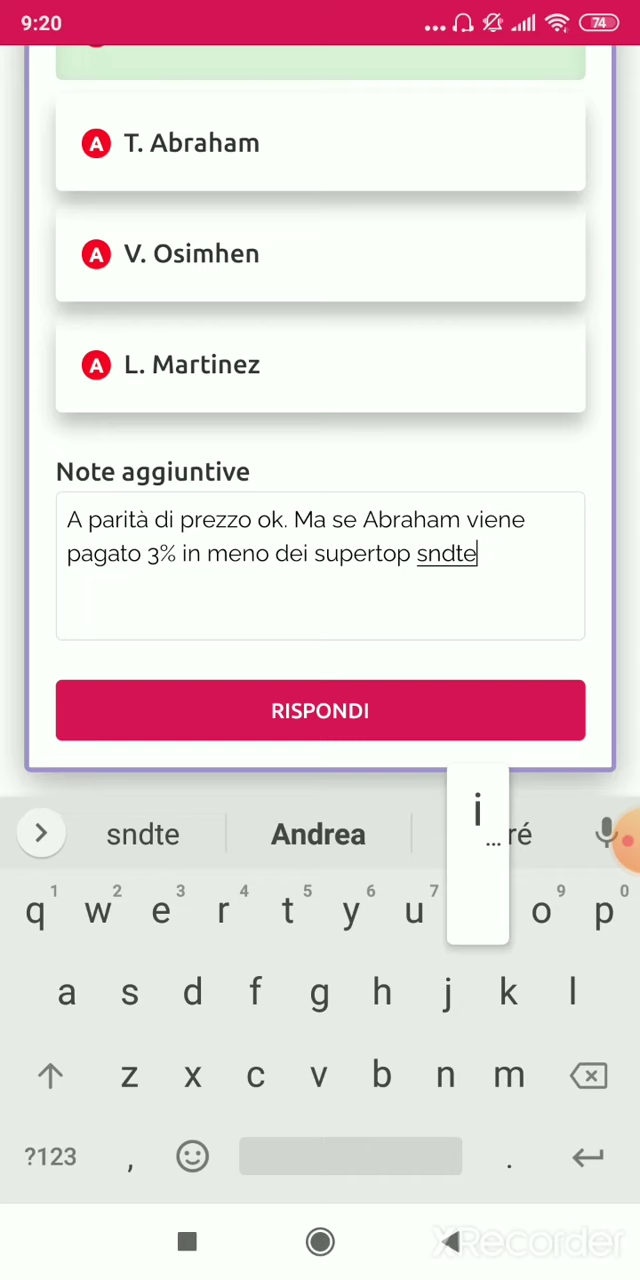 9:20
... 74
A T. Abraham
A V. Osimhen
A L. Martinez
Note aggiuntive
A parità di prezzo ok. Ma se Abraham viene
pagato 3% in meno dei supertop sndte
RISPONDI
i
...
sndte Andrea ré
1 2 3 4 6 7 9 0
q w e r t y u o p
a s d f g h j k l
z x c v b n m
?123 , .
XRecorder